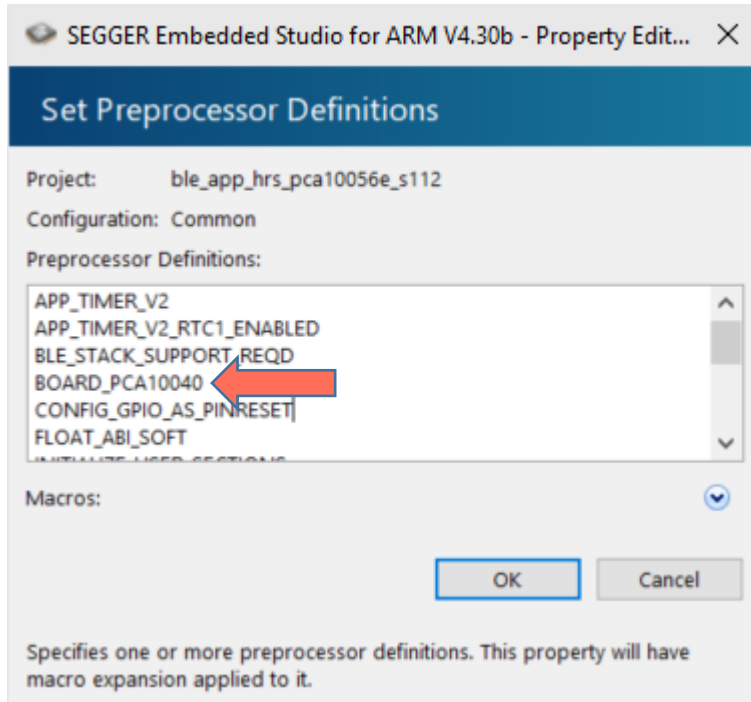 SEGGER Embedded Studio for ARM V4.30b - Property Edit...
Set Preprocessor Definitions
Project: ble_app_hrs_pca10056e_s112
Configuration: Common
Preprocessor Definitions:
APP_TIMER_V2
APP_TIMER_V2_RTC1_ENABLED
BLE_STACK_SUPPORT_REQD
BOARD_PCA10040
CONFIG_GPIO_AS_PINRESET
FLOAT_ABI_SOFT
INITIALIZE_USER_SECTIONS
Macros:
OK Cancel
Specifies one or more preprocessor definitions. This property will have
macro expansion applied to it.